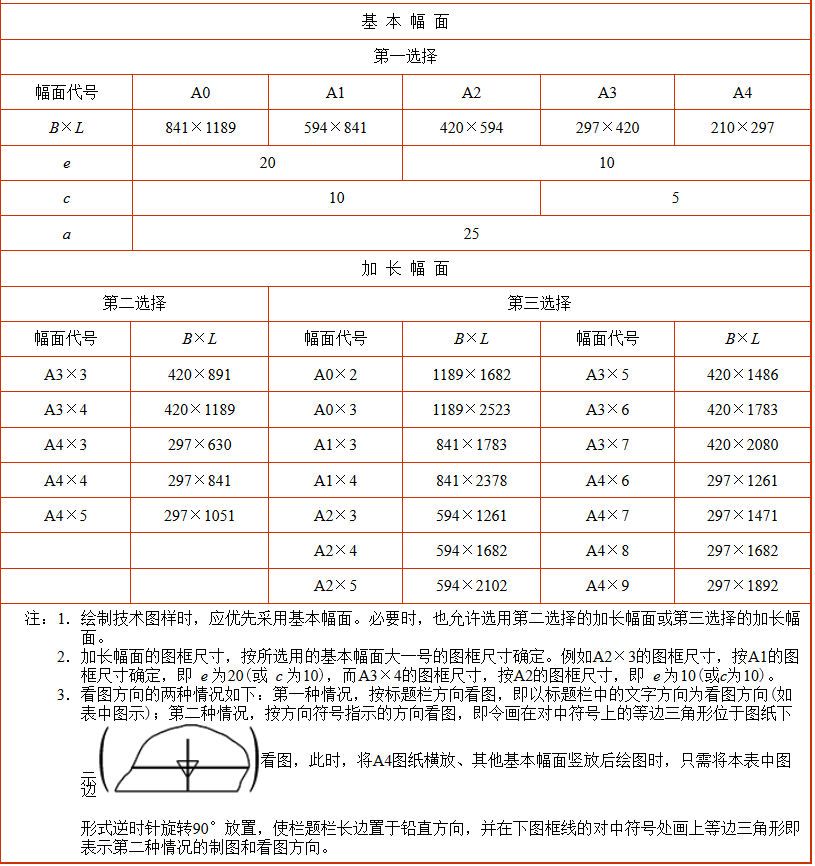 基 本 幅 面
第一选择
幅面代号 A0 A1 A2 A3 A4
B×L 841×1189 594×841 420×594 297×420 210×297
e 20 10
c 10 5
a 25
加 长 幅 面
第二选择 第三选择
幅面代号 B×L 幅面代号 B×L 幅面代号 B×L
A3×3 420×891 A0×2 1189×1682 A3×5 420×1486
A3×4 420×1189 A0×3 1189×2523 A3×6 420×1783
A4×3 297×630 A1×3 841×1783 A3×7 420×2080
A4×4 297×841 A1×4 841×2378 A4×6 297×1261
A4×5 297×1051 A2×3 594×1261 A4×7 297×1471
A2×4 594×1682 A4×8 297×1682
A2×5 594×2102 A4×9 297×1892
注：1. 绘制技术图样时，应优先采用基本幅面。必要时，也允许选用第二选择的加长幅面或第三选择的加长幅
面。
2. 加长幅面的图框尺寸，按所选用的基本幅面大一号的图框尺寸确定。例如A2×3的图框尺寸，按A1的图
框尺寸确定，即 e为20(或 c为10)，而A3×4的图框尺寸，按A2的图框尺寸，即 e为10(或c为10)。
3. 看图方向的两种情况如下：第一种情况，按标题栏方向看图，即以标题栏中的文字方向为看图方向(如
表中图示)；第二种情况，按方向符号指示的方向看图，即令画在对中符号上的等边三角形位于图纸下
边( )看图，此时，将A4图纸横放、其他基本幅面竖放后绘图时，只需将本表中图
示
形式逆时针旋转90°放置，使栏题栏长边置于铅直方向，并在下图框线的对中符号处画上等边三角形即
表示第二种情况的制图和看图方向。